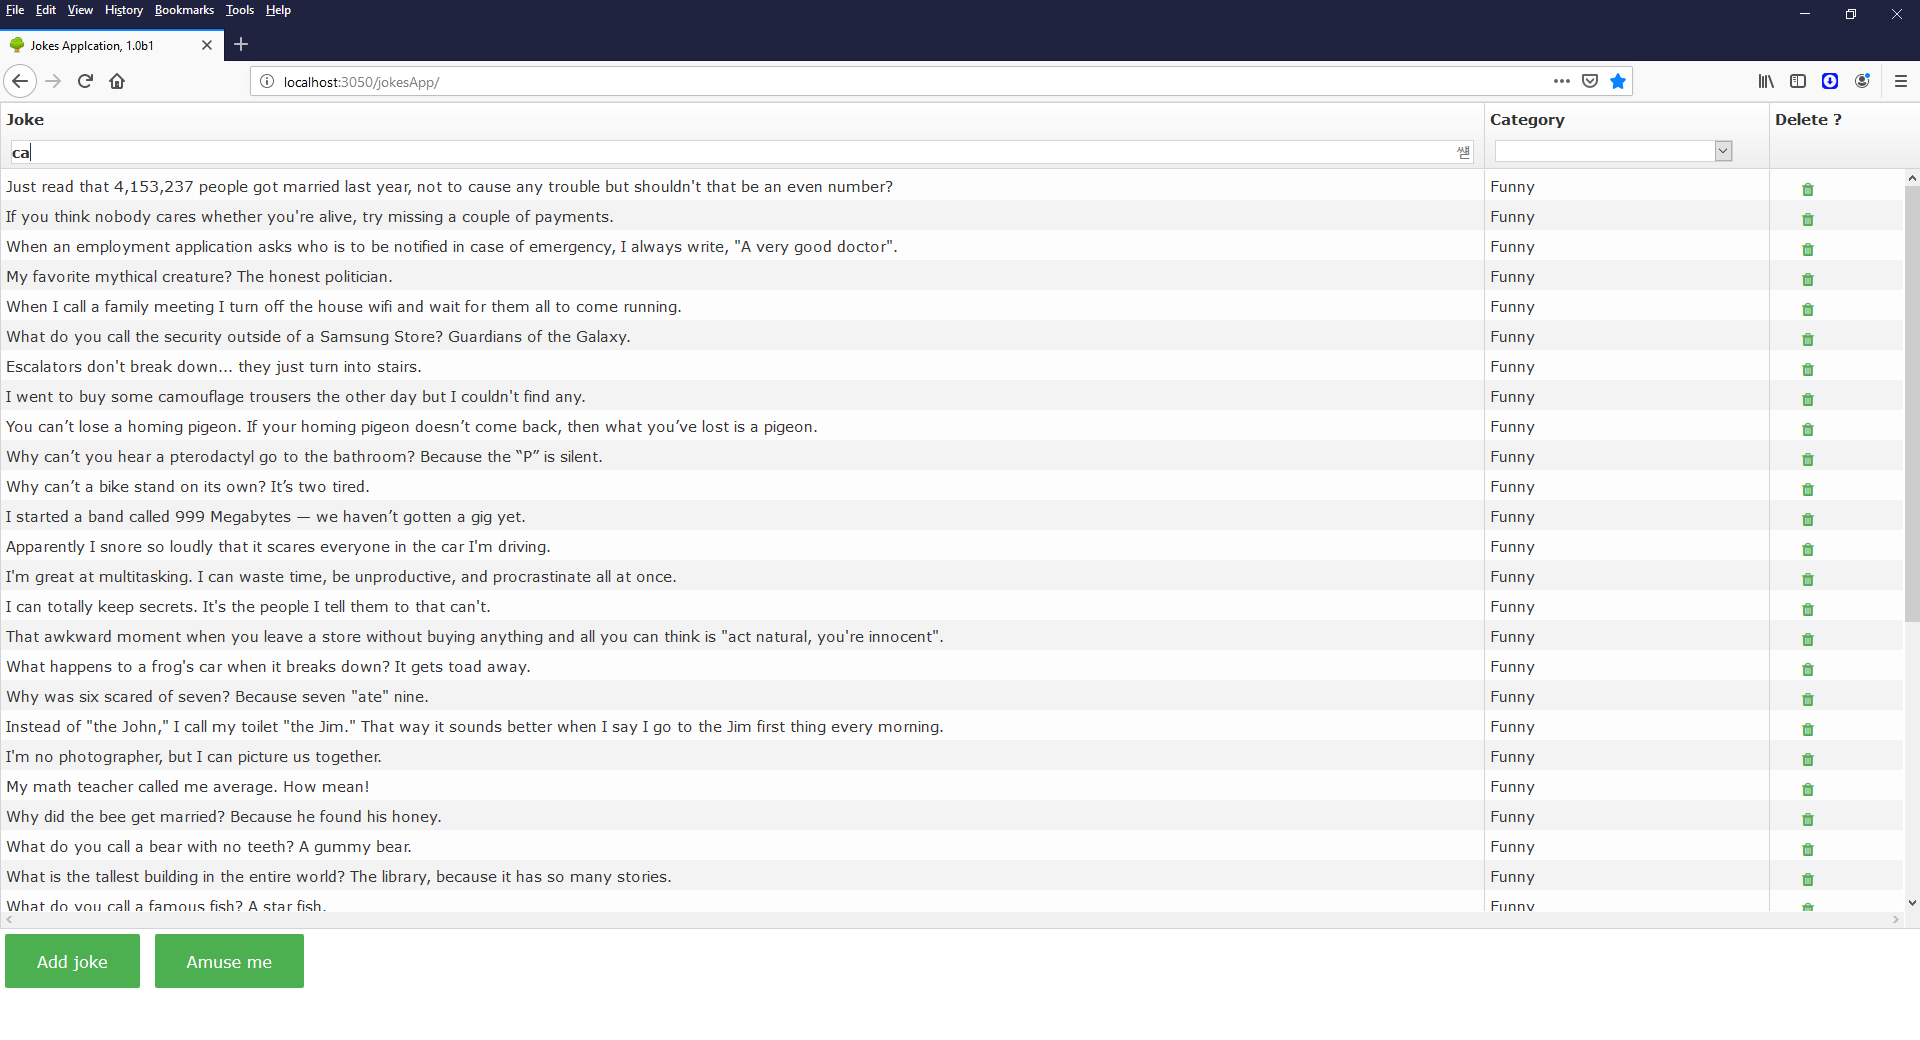 File Edit View History Bookmarks Tools Help
Jokes Applcation, 1.0b1
localhost:3050/jokesApp/
Joke Category Delete ?
ca
Just read that 4,153,237 people got married last year, not to cause any trouble but shouldn't that be an even number? Funny
If you think nobody cares whether you're alive, try missing a couple of payments. Funny
When an employment application asks who is to be notified in case of emergency, I always write, "A very good doctor". Funny
My favorite mythical creature? The honest politician. Funny
When I call a family meeting I turn off the house wifi and wait for them all to come running. Funny
What do you call the security outside of a Samsung Store? Guardians of the Galaxy. Funny
Escalators don't break down... they just turn into stairs. Funny
I went to buy some camouflage trousers the other day but I couldn't find any. Funny
You can’t lose a homing pigeon. If your homing pigeon doesn’t come back, then what you’ve lost is a pigeon. Funny
Why can’t you hear a pterodactyl go to the bathroom? Because the “P” is silent. Funny
Why can’t a bike stand on its own? It’s two tired. Funny
I started a band called 999 Megabytes — we haven’t gotten a gig yet. Funny
Apparently I snore so loudly that it scares everyone in the car I'm driving. Funny
I'm great at multitasking. I can waste time, be unproductive, and procrastinate all at once. Funny
I can totally keep secrets. It's the people I tell them to that can't. Funny
That awkward moment when you leave a store without buying anything and all you can think is "act natural, you're innocent". Funny
What happens to a frog's car when it breaks down? It gets toad away. Funny
Why was six scared of seven? Because seven "ate" nine. Funny
Instead of "the John," I call my toilet "the Jim." That way it sounds better when I say I go to the Jim first thing every morning. Funny
I'm no photographer, but I can picture us together. Funny
My math teacher called me average. How mean! Funny
Why did the bee get married? Because he found his honey. Funny
What do you call a bear with no teeth? A gummy bear. Funny
What is the tallest building in the entire world? The library, because it has so many stories. Funny
What do you call a famous fish? A star fish. Funny
Add joke Amuse me